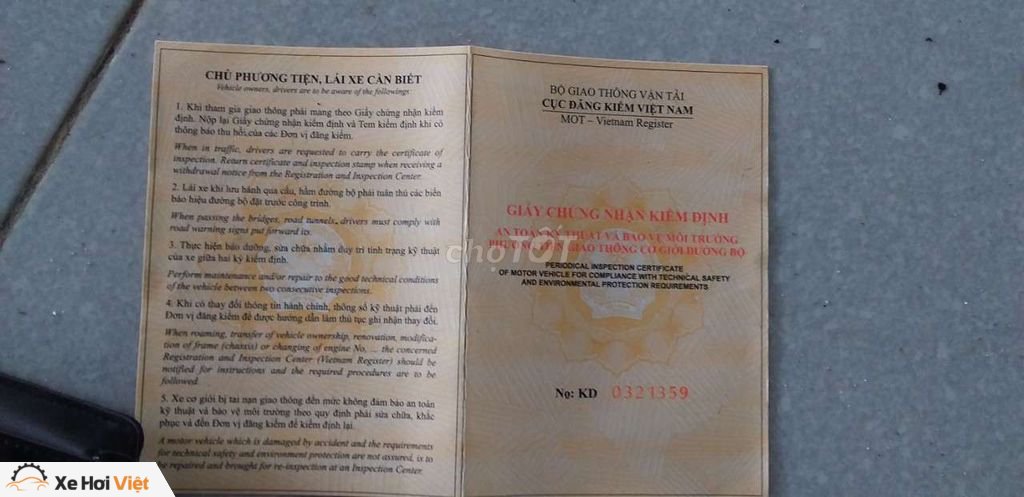 CHỦ PHƯƠNG TIỆN, LÁI XE CẦN BIẾT
Vehicle owners, drivers are to be aware of the followings
1. Khi tham gia giao thông phải mang theo Giấy chứng nhận kiểm
định. Nộp lại Giấy chứng nhận kiểm định và Tem kiểm định khi có
thông báo thu hồi của các Đơn vị đăng kiểm.
When in traffic, drivers are requested to carry the certificate of
inspection. Return certificate and inspection stamp when receiving a
withdrawal notice from the Registration and Inspection Center.
2. Lái xe khi lưu hành qua cầu, hầm đường bộ phải tuân thủ các biển
báo hiệu đường bộ đặt trước công trình.
When passing the bridges, road tunnels, drivers must comply with
road warning signs put forward its.
3. Thực hiện bảo dưỡng, sửa chữa nhằm duy trì tình trạng kỹ thuật
của xe giữa hai kỳ kiểm định.
Perform maintenance and/or repair to the good technical conditions
of the vehicle between two consecutive inspections.
4. Khi có thay đổi thông tin hành chính, thông số kỹ thuật phải đến
Đơn vị đăng kiểm để được hướng dẫn làm thủ tục ghi nhận thay đổi.
When roaming, transfer of vehicle ownership, renovation, modifica-
tion of frame (chassis) or changing of engine No, ... the concerned
Registration and Inspection Center (Vietnam Register) should be
notified for instructions and the required procedures are to be
followed.
5. Xe cơ giới bị tai nạn giao thông đến mức không đảm bảo an toàn
kỹ thuật và bảo vệ môi trường theo quy định phải sửa chữa, khắc
phục và đến Đơn vị đăng kiểm để kiểm định lại.
A motor vehicle which is damaged by accident and the requirements
for technical safety and environment protection are not assured, is to
be repaired and brought for re-inspection at an Inspection Center.
BỘ GIAO THÔNG VẬN TẢI
CỤC ĐĂNG KIỂM VIỆT NAM
MOT – Vietnam Register
GIẤY CHỨNG NHẬN KIỂM ĐỊNH
AN TOÀN KỸ THUẬT VÀ BẢO VỆ MÔI TRƯỜNG
PHƯƠNG TIỆN GIAO THÔNG CƠ GIỚI ĐƯỜNG BỘ
PERIODICAL INSPECTION CERTIFICATE
OF MOTOR VEHICLE FOR COMPLIANCE WITH TECHNICAL SAFETY
AND ENVIRONMENTAL PROTECTION REQUIREMENTS
Nọ: KD 0321359
chợTỐT
Xe Hơi Việt